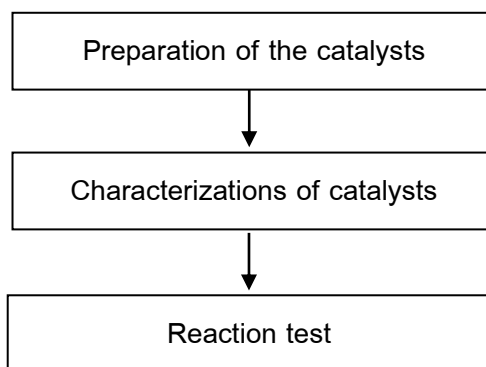 Preparation of the catalysts
Characterizations of catalysts
Reaction test